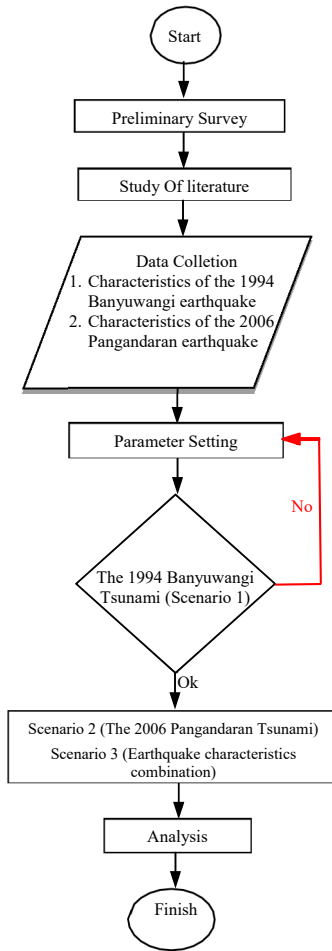 Start
Preliminary Survey
Study Of literature
Data Colletion
1. Characteristics of the 1994
Banyuwangi earthquake
2. Characteristics of the 2006
Pangandaran earthquake
Parameter Setting
No
The 1994 Banyuwangi
Tsunami (Scenario 1)
Ok
Scenario 2 (The 2006 Pangandaran Tsunami)
Scenario 3 (Earthquake characteristics
combination)
Analysis
Finish